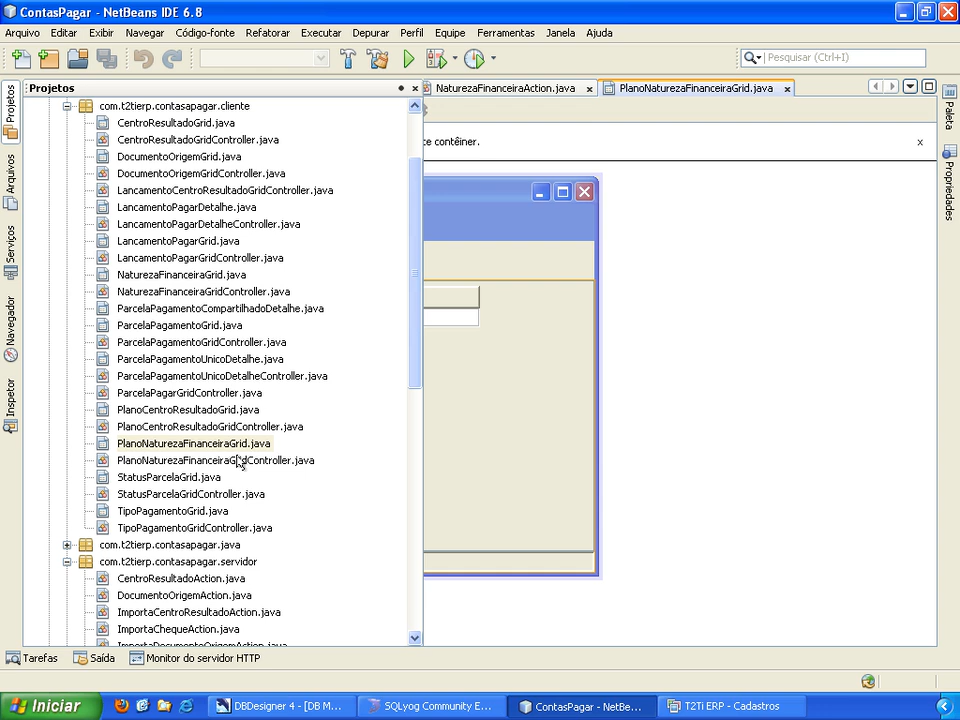 ContasPagar - NetBeans IDE 6.8
Arquivo Editar Exibir Navegar Código-fonte Refatorar Executar Depurar Perfil Equipe Ferramentas Janela Ajuda
Pesquisar (Ctrl+I)
Projetos
NaturezaFinanceiraAction.java
PlanoNaturezaFinanceiraGrid.java
Projetos
Arquivos
Serviços
Navegador
Inspetor
com.t2tierp.contasapagar.cliente
CentroResultadoGrid.java
CentroResultadoGridController.java
DocumentoOrigemGrid.java
DocumentoOrigemGridController.java
LancamentoCentroResultadoGridController.java
LancamentoPagarDetalhe.java
LancamentoPagarDetalheController.java
LancamentoPagarGrid.java
LancamentoPagarGridController.java
NaturezaFinanceiraGrid.java
NaturezaFinanceiraGridController.java
ParcelaPagamentoCompartilhadoDetalhe.java
ParcelaPagamentoGrid.java
ParcelaPagamentoGridController.java
ParcelaPagamentoUnicoDetalhe.java
ParcelaPagamentoUnicoDetalheController.java
ParcelaPagarGridController.java
PlanoCentroResultadoGrid.java
PlanoCentroResultadoGridController.java
PlanoNaturezaFinanceiraGrid.java
PlanoNaturezaFinanceiraGridController.java
StatusParcelaGrid.java
StatusParcelaGridController.java
TipoPagamentoGrid.java
TipoPagamentoGridController.java
com.t2tierp.contasapagar.java
com.t2tierp.contasapagar.servidor
CentroResultadoAction.java
DocumentoOrigemAction.java
ImportaCentroResultadoAction.java
ImportaChequeAction.java
ImportaDocumentoOrigemAction.java
te contêiner.
Paleta
Propriedades
Tarefas Saída Monitor do servidor HTTP
Iniciar
DBDesigner 4 - [DB M...
SQLyog Community E...
ContasPagar - NetBe...
T2Ti ERP - Cadastros